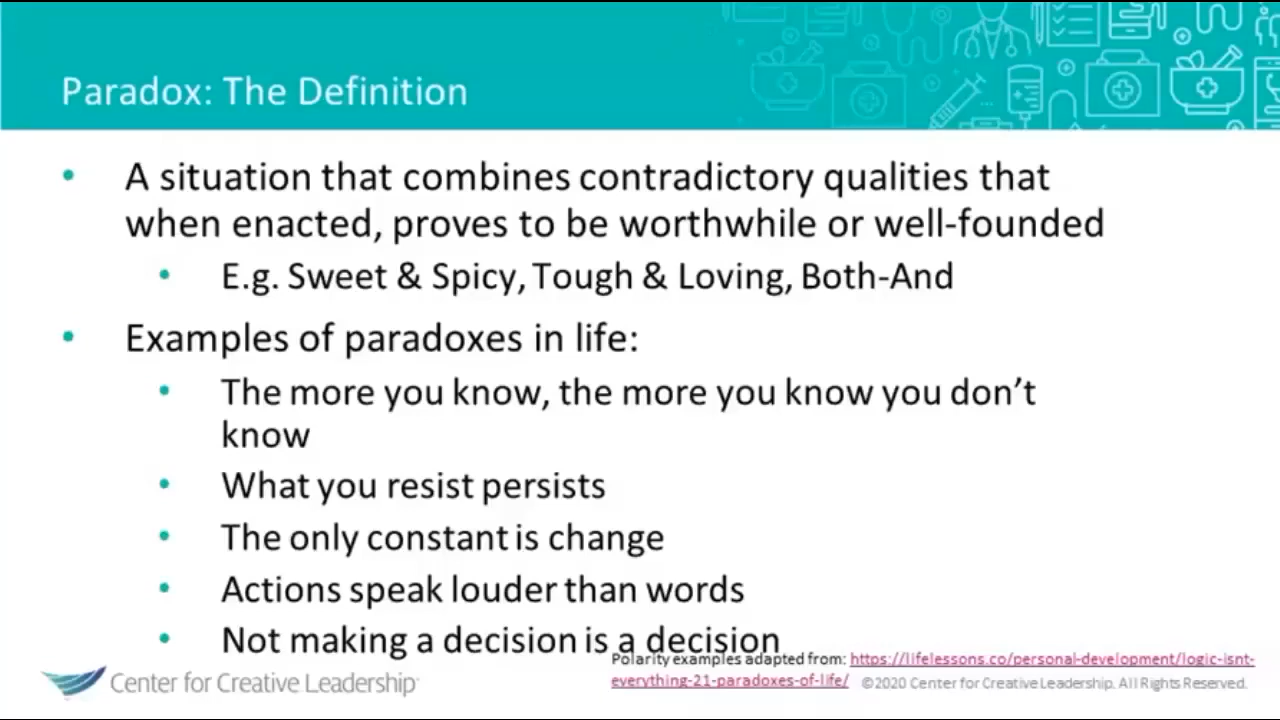 Paradox: The Definition
• A situation that combines contradictory qualities that
when enacted, proves to be worthwhile or well-founded
• E.g. Sweet & Spicy, Tough & Loving, Both-And
• Examples of paradoxes in life:
• The more you know, the more you know you don’t
know
• What you resist persists
• The only constant is change
• Actions speak louder than words
• Not making a decision is a decision
Polarity examples adapted from: https://lifelessons.co/personal-development/logic-isnt-
everything-21-paradoxes-of-life/ ©2020 Center for Creative Leadership. All Rights Reserved.
Center for Creative Leadership